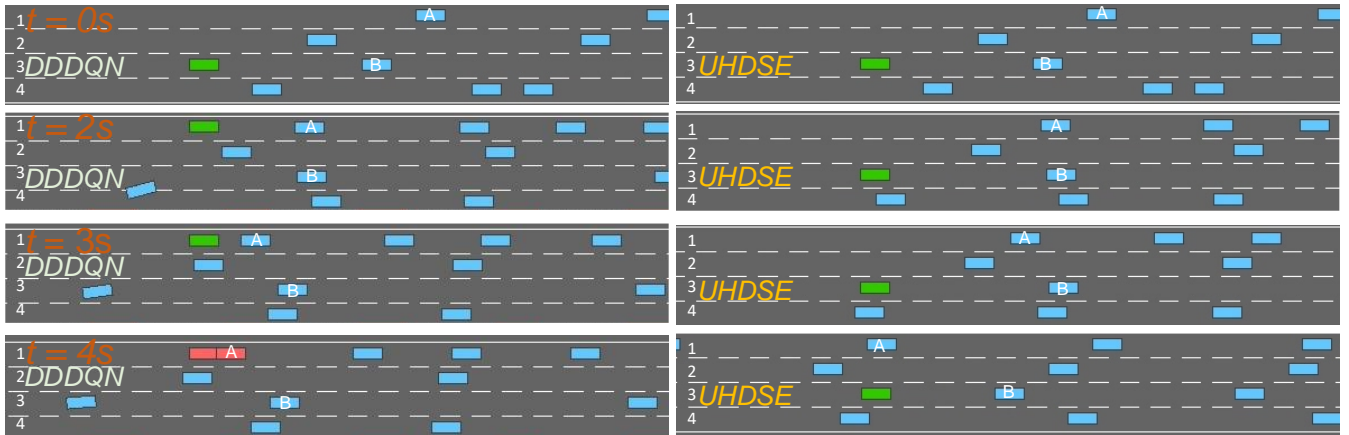 1 t = 0s A
2
3 DDDQN B
4
1 A
2
3 UHDSE B
4
1 t = 2s A
2
3 DDDQN B
4
1 A
2
3 UHDSE B
4
1 t = 3s A
2 DDDQN
3 B
4
1 A
2
3 UHDSE B
4
1 t = 4s A
2 DDDQN
3 B
4
1 A
2
3 UHDSE B
4